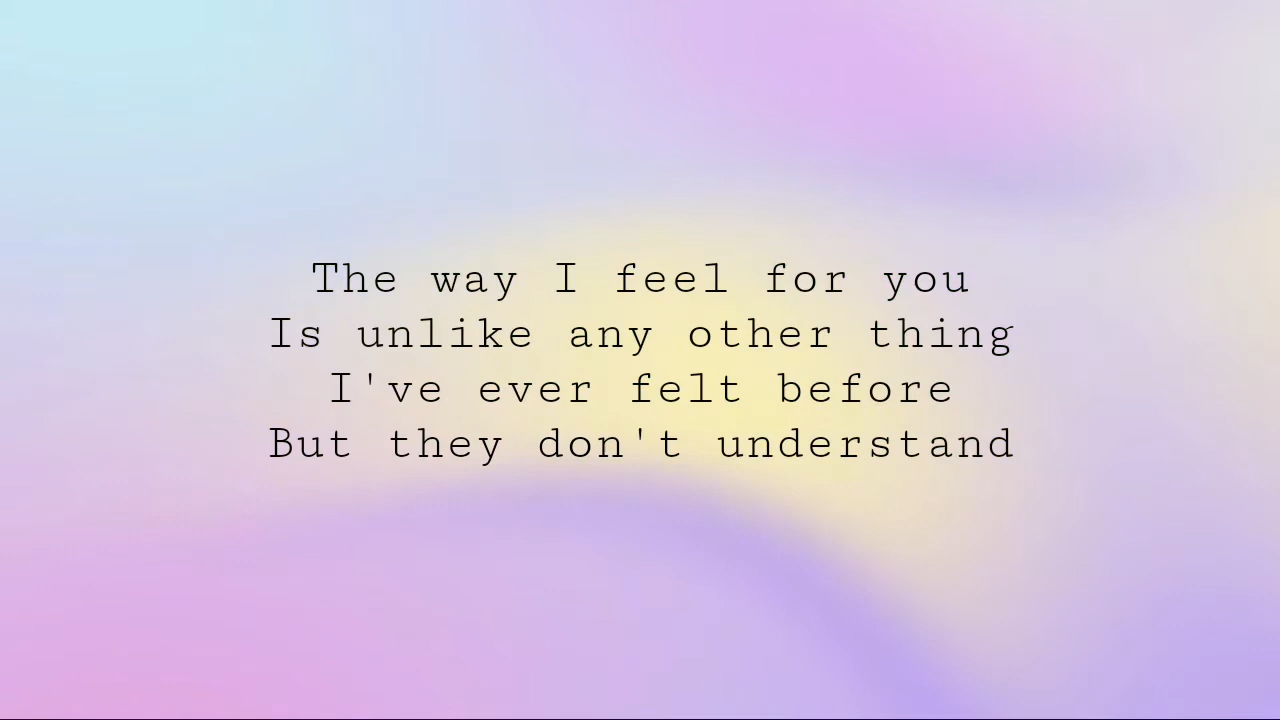 The way I feel for you
Is unlike any other thing
I've ever felt before
But they don't understand